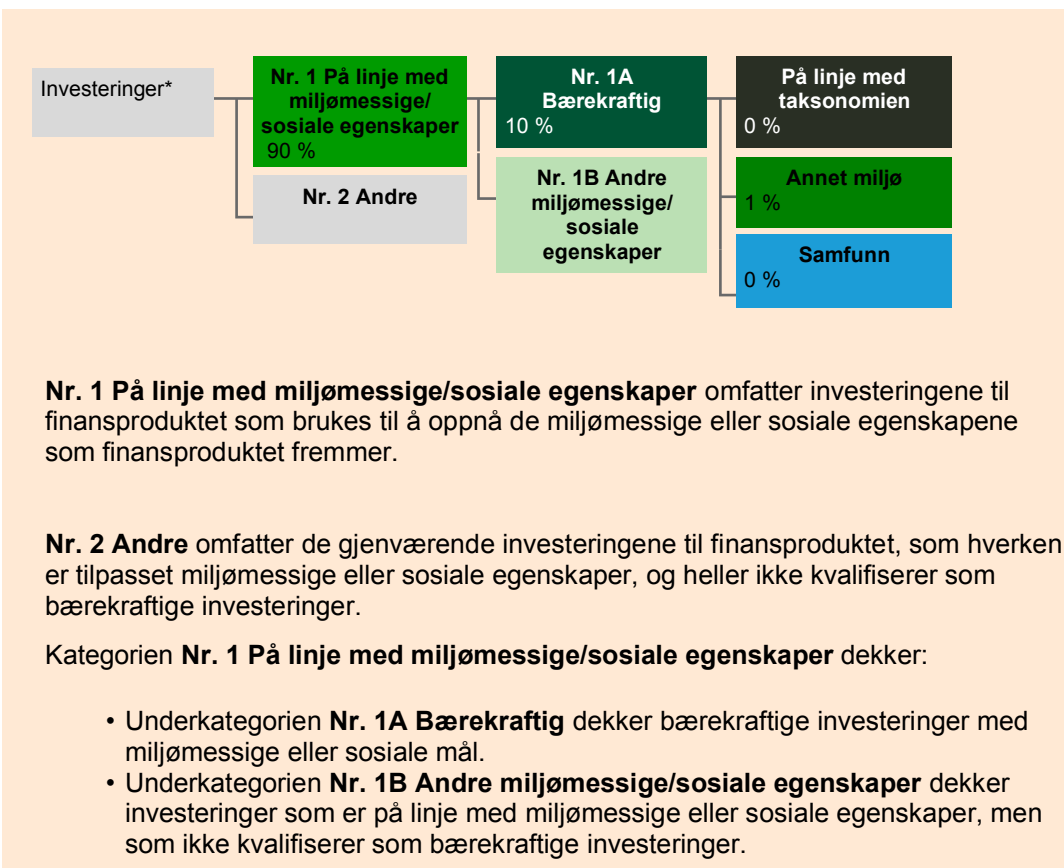 Investeringer*
Nr. 1 På linje med
miljømessige/
sosiale egenskaper
90 %
Nr. 2 Andre
Nr. 1A
Bærekraftig
10 %
Nr. 1B Andre
miljømessige/
sosiale
egenskaper
På linje med
taksonomien
0 %
Annet miljø
1 %
Samfunn
0 %
Nr. 1 På linje med miljømessige/sosiale egenskaper omfatter investeringene til
finansproduktet som brukes til å oppnå de miljømessige eller sosiale egenskapene
som finansproduktet fremmer.
Nr. 2 Andre omfatter de gjenværende investeringene til finansproduktet, som hverken
er tilpasset miljømessige eller sosiale egenskaper, og heller ikke kvalifiserer som
bærekraftige investeringer.
Kategorien Nr. 1 På linje med miljømessige/sosiale egenskaper dekker:
• Underkategorien Nr. 1A Bærekraftig dekker bærekraftige investeringer med
miljømessige eller sosiale mål.
• Underkategorien Nr. 1B Andre miljømessige/sosiale egenskaper dekker
investeringer som er på linje med miljømessige eller sosiale egenskaper, men
som ikke kvalifiserer som bærekraftige investeringer.